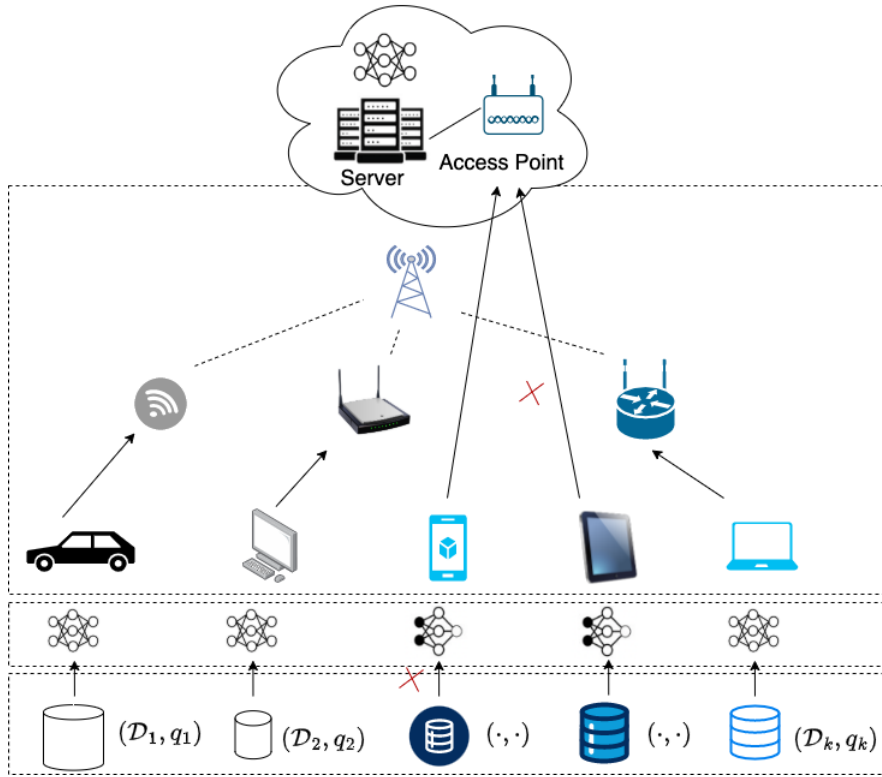 Server
Access Point
(𝒟₁, q₁)
(𝒟₂, q₂)
(·, ·)
(·, ·)
(𝒟ₖ, qₖ)